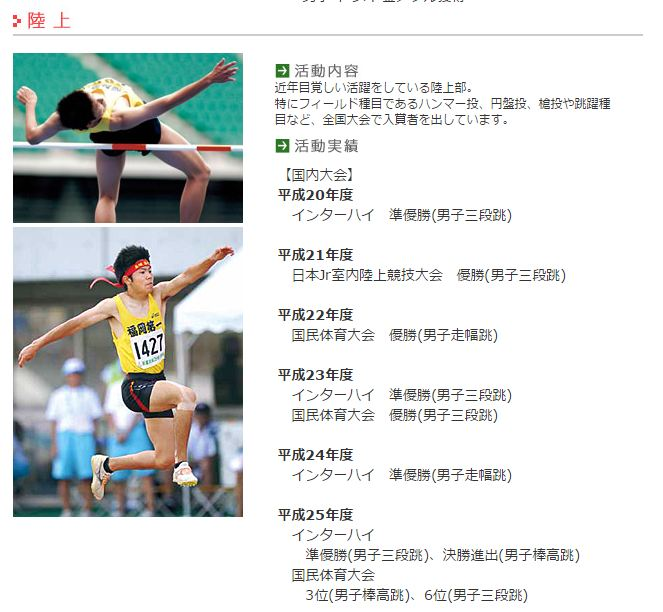 陸上
活動内容
近年目覚しい活躍をしている陸上部。
特にフィールド種目であるハンマー投、円盤投、槍投や跳躍種
目など、全国大会で入賞者を出しています。
活動実績
【国内大会】
平成20年度
インターハイ　準優勝(男子三段跳)
平成21年度
日本Jr室内陸上競技大会　優勝(男子三段跳)
平成22年度
国民体育大会　優勝(男子走幅跳)
平成23年度
インターハイ　準優勝(男子三段跳)
国民体育大会　優勝(男子三段跳)
平成24年度
インターハイ　準優勝(男子走幅跳)
平成25年度
インターハイ
準優勝(男子三段跳)、決勝進出(男子棒高跳)
国民体育大会
3位(男子棒高跳)、6位(男子三段跳)
福岡第一
1427